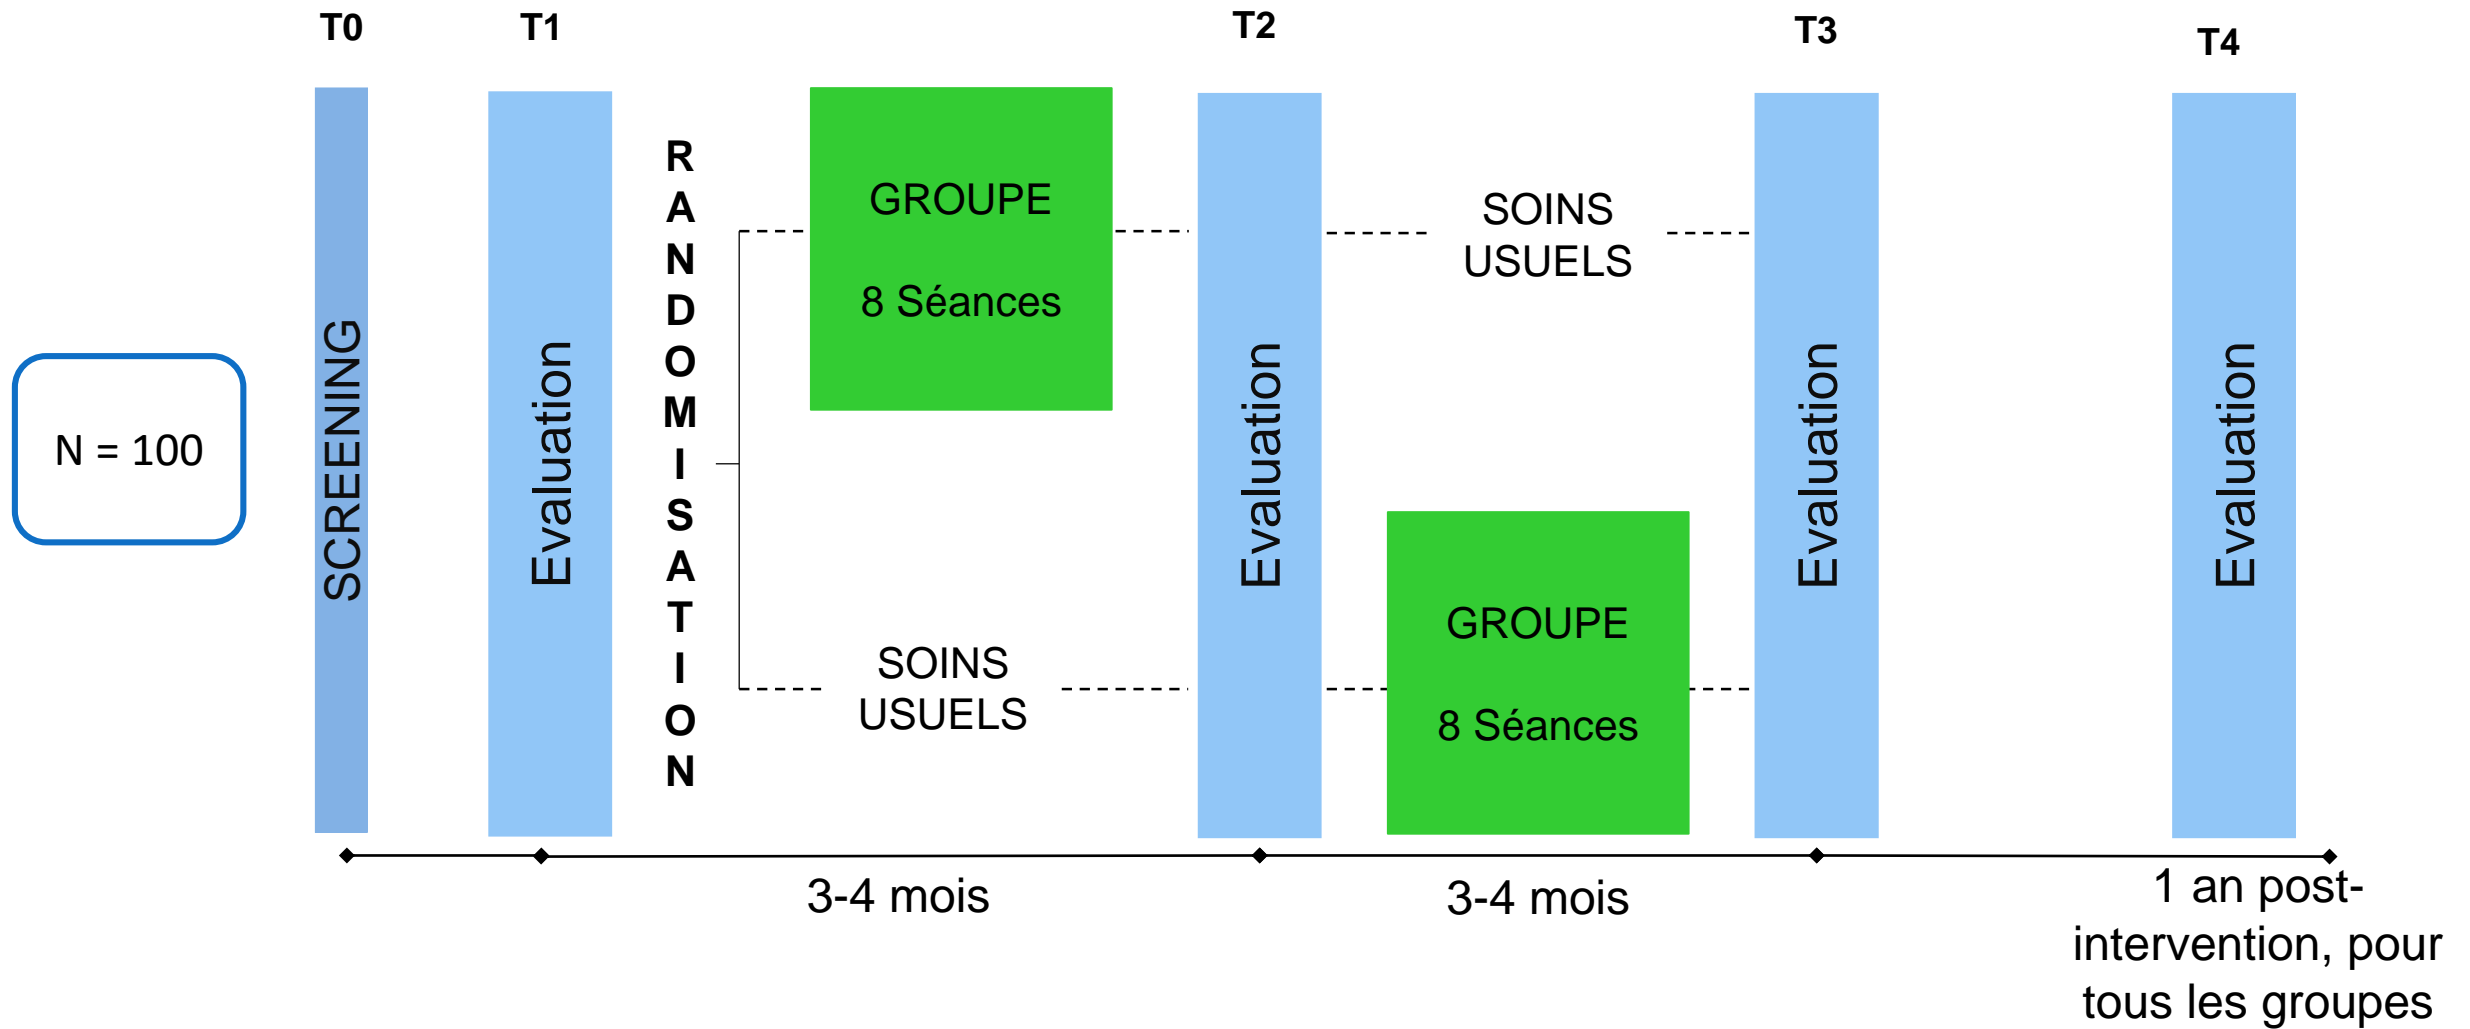 T0
T1
T2
T3
T4
N = 100
SCREENING
Evaluation
RANDOMISATION
GROUPE
8 Séances
SOINS
USUELS
Evaluation
SOINS
USUELS
GROUPE
8 Séances
Evaluation
Evaluation
3-4 mois
3-4 mois
1 an post-
intervention, pour
tous les groupes